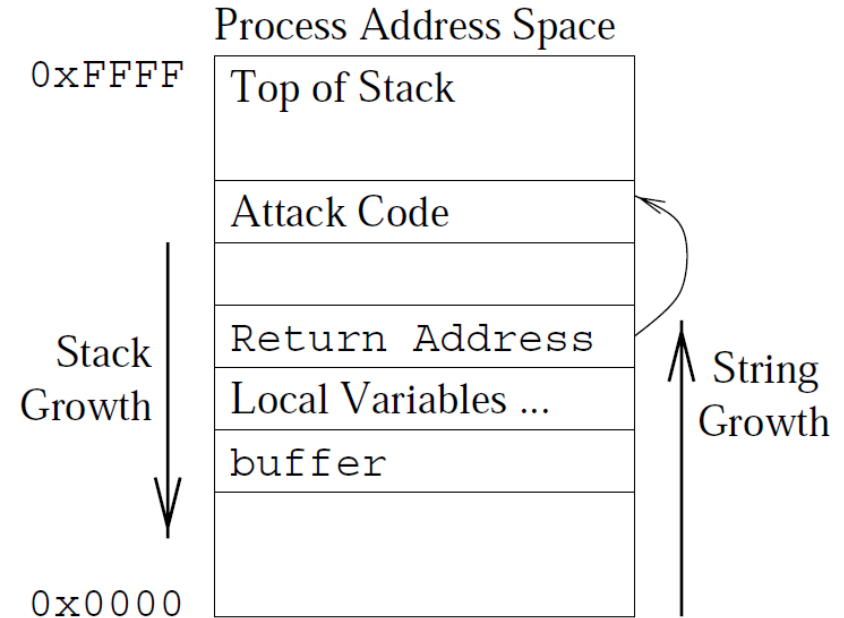 Process Address Space
0xFFFF
Top of Stack
Attack Code
Return Address
Stack
Growth
Local Variables ...
String
Growth
buffer
0x0000